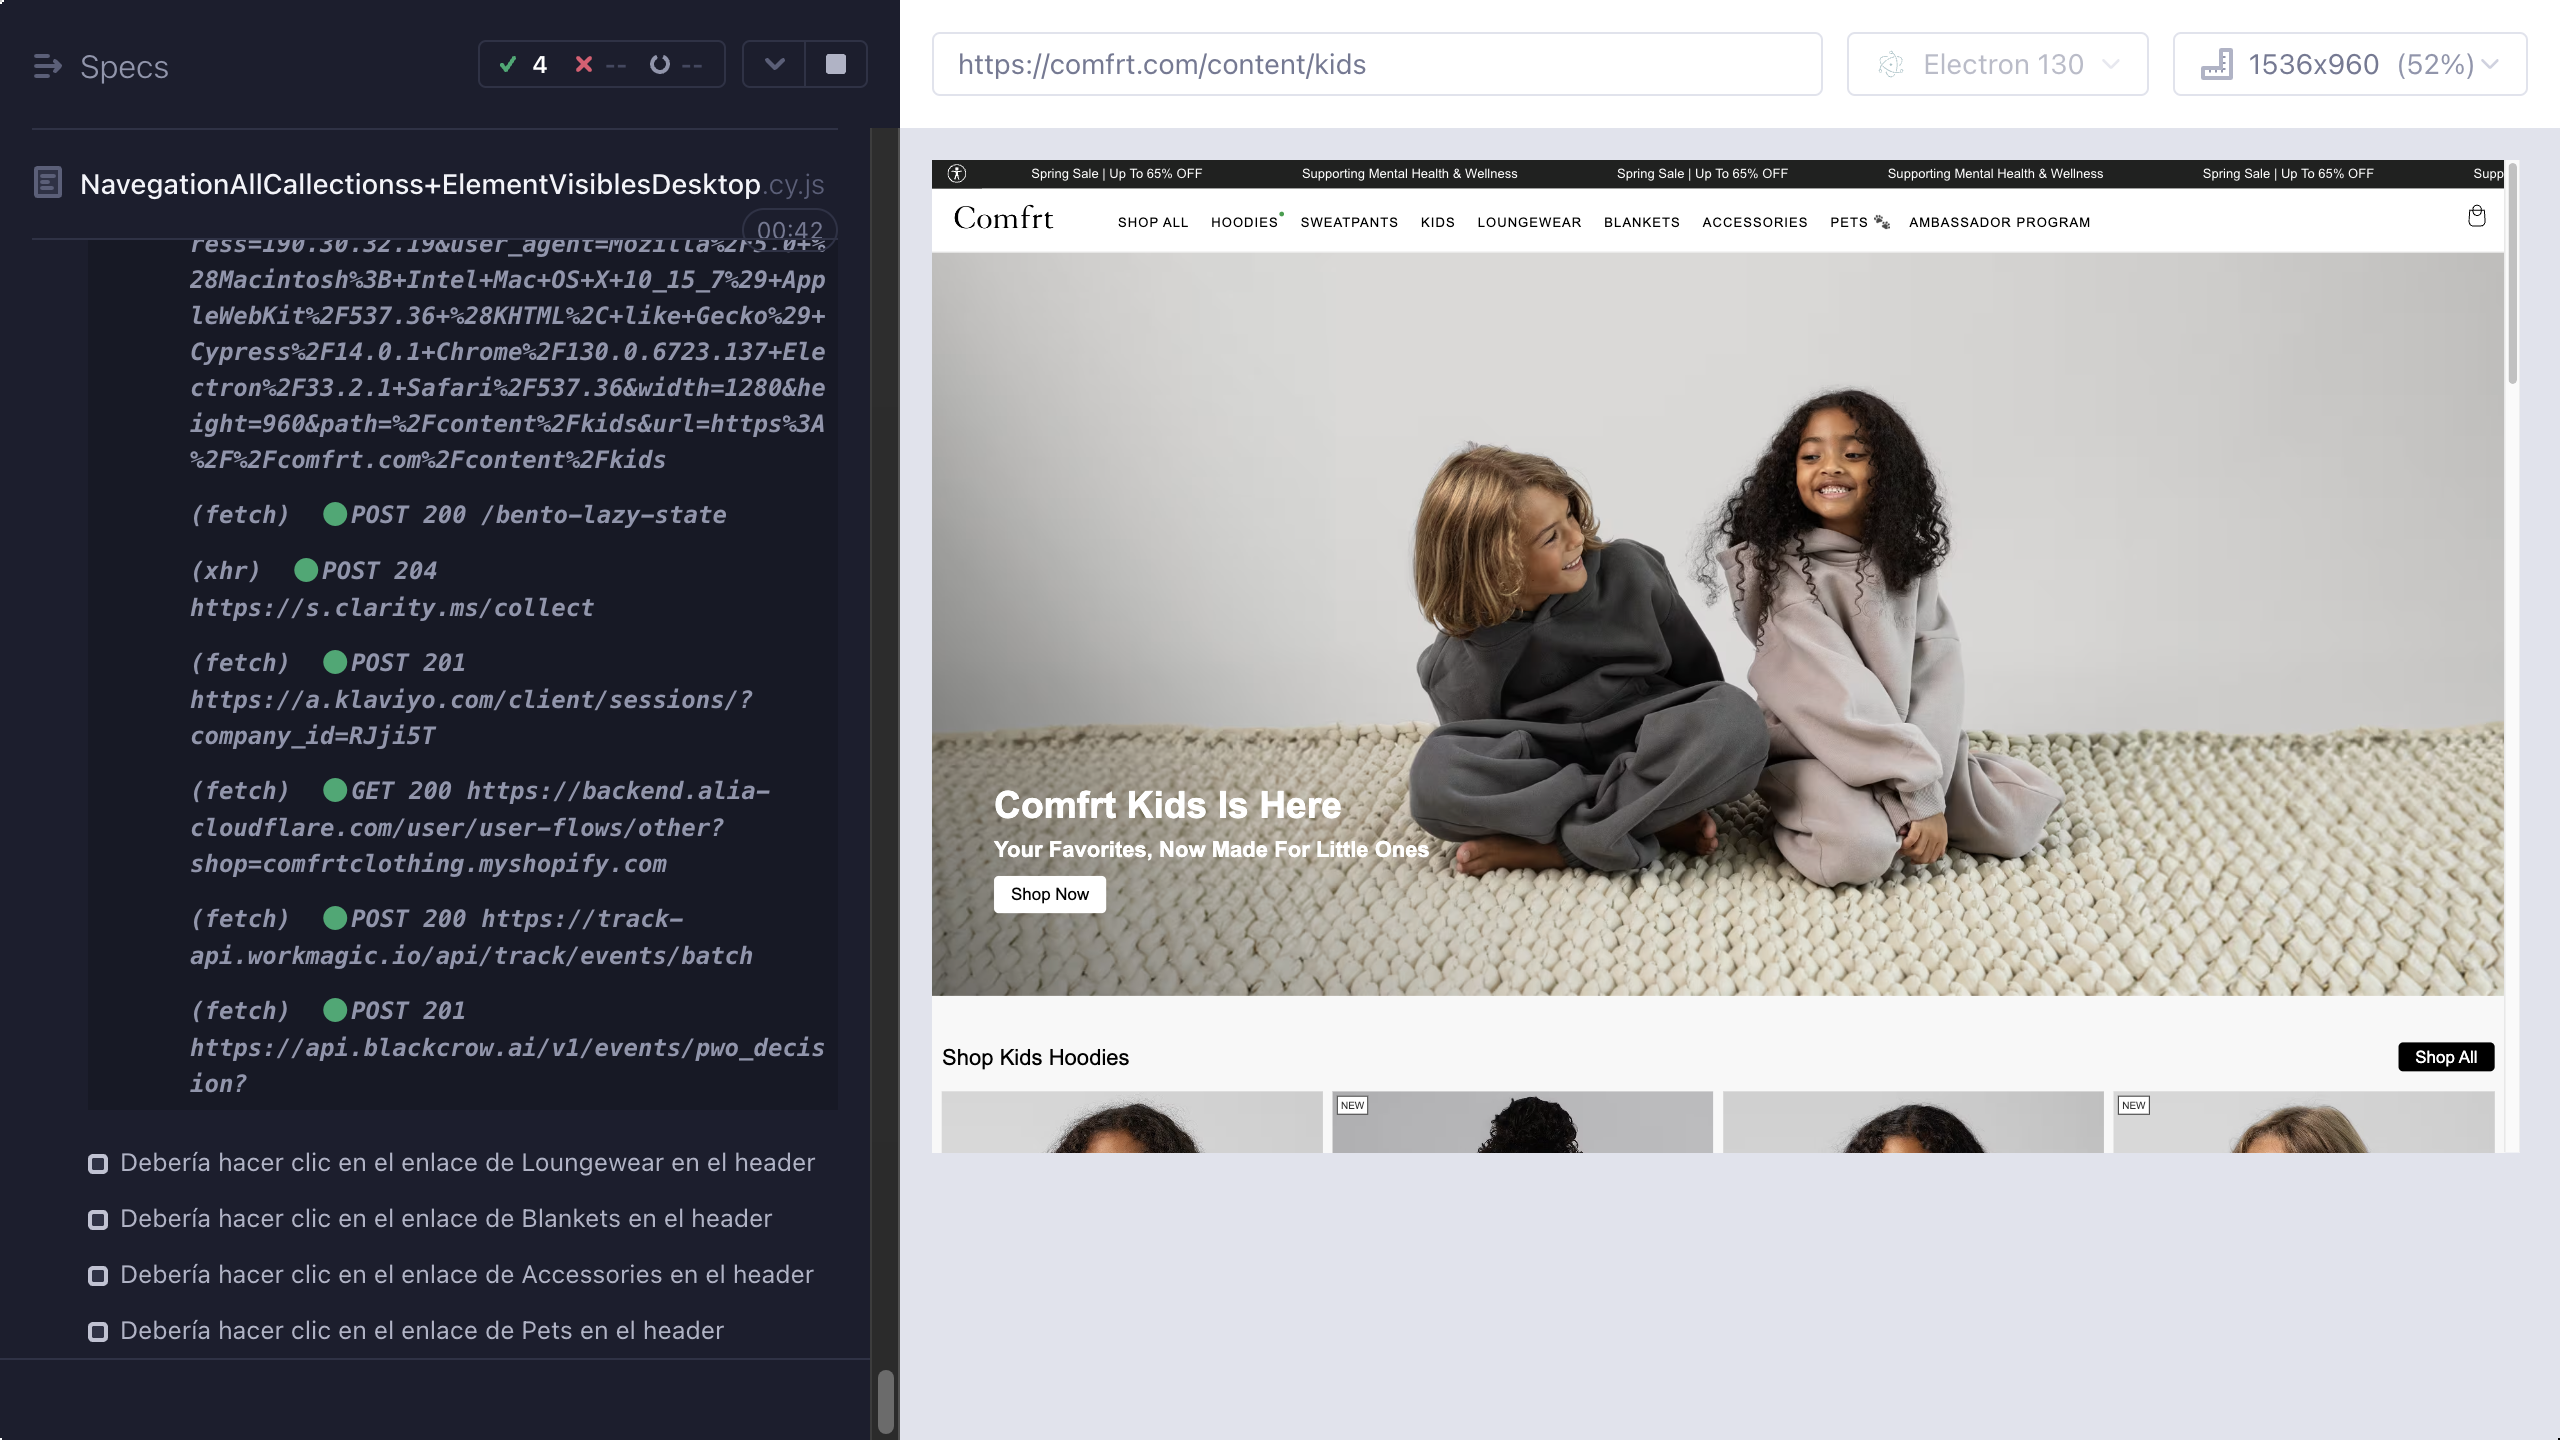 Specs
4
--
--
NavegationAllCallectionss+ElementVisiblesDesktop.cy.js
00:42
ress=190.30.32.19&user_agent=Mozilla%2F5.0+%
28Macintosh%3B+Intel+Mac+OS+X+10_15_7%29+App
leWebKit%2F537.36+%28KHTML%2C+like+Gecko%29+
Cypress%2F14.0.1+Chrome%2F130.0.6723.137+Ele
ctron%2F33.2.1+Safari%2F537.36&width=1280&he
ight=960&path=%2Fcontent%2Fkids&url=https%3A
%2F%2Fcomfrt.com%2Fcontent%2Fkids
(fetch) POST 200 /bento-lazy-state
(xhr) POST 204
https://s.clarity.ms/collect
(fetch) POST 201
https://a.klaviyo.com/client/sessions/?
company_id=RJji5T
(fetch) GET 200 https://backend.alia-
cloudflare.com/user/user-flows/other?
shop=comfrtclothing.myshopify.com
(fetch) POST 200 https://track-
api.workmagic.io/api/track/events/batch
(fetch) POST 201
https://api.blackcrow.ai/v1/events/pwo_decis
ion?
Debería hacer clic en el enlace de Loungewear en el header
Debería hacer clic en el enlace de Blankets en el header
Debería hacer clic en el enlace de Accessories en el header
Debería hacer clic en el enlace de Pets en el header
https://comfrt.com/content/kids
Electron 130
1536x960 (52%)
Spring Sale | Up To 65% OFF Supporting Mental Health & Wellness Spring Sale | Up To 65% OFF Supporting Mental Health & Wellness Spring Sale | Up To 65% OFF Supp
Comfrt
SHOP ALL HOODIES SWEATPANTS KIDS LOUNGEWEAR BLANKETS ACCESSORIES PETS 🐾 AMBASSADOR PROGRAM
Comfrt Kids Is Here
Your Favorites, Now Made For Little Ones
Shop Now
Shop Kids Hoodies
Shop All
NEW
NEW